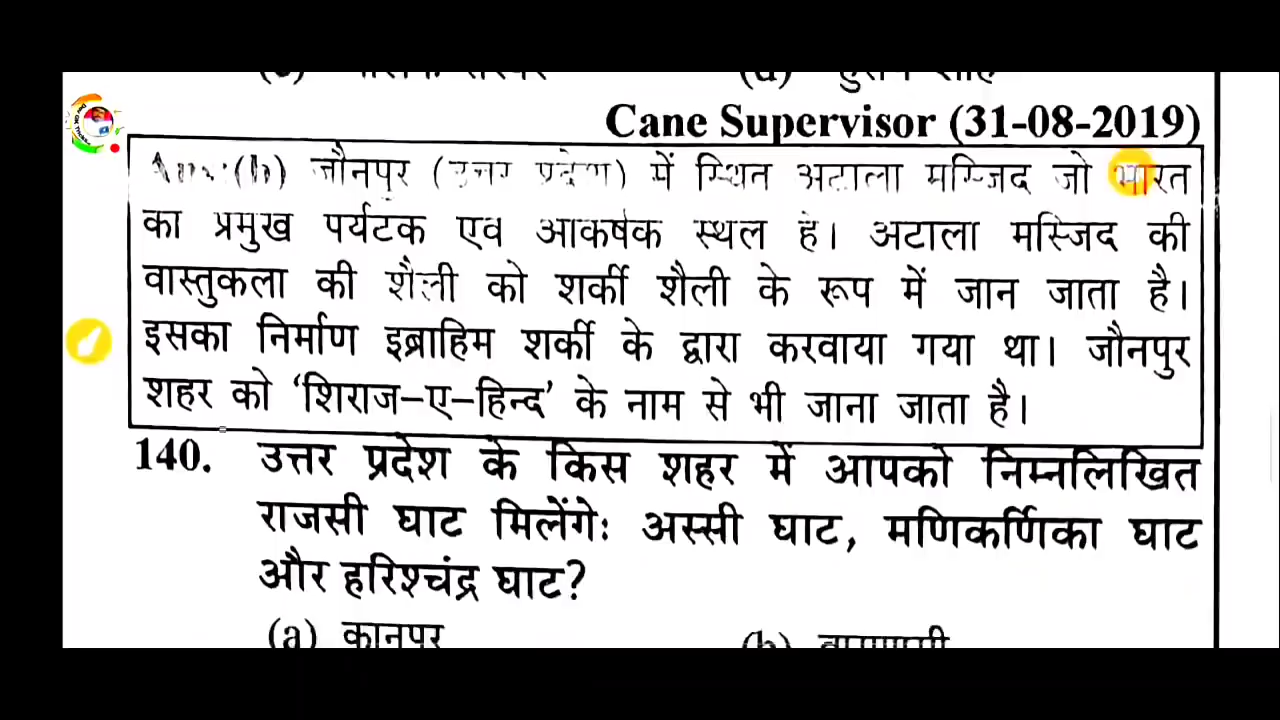 Cane Supervisor (31-08-2019)
Ans:(b) जौनपुर (उत्तर प्रदेश) में स्थित अटाला मस्जिद जो भारत
का प्रमुख पर्यटक एव आकर्षक स्थल है। अटाला मस्जिद की
वास्तुकला की शैली को शर्की शैली के रूप में जान जाता है।
इसका निर्माण इब्राहिम शर्की के द्वारा करवाया गया था। जौनपुर
शहर को ‘शिराज-ए-हिन्द’ के नाम से भी जाना जाता है।
140. उत्तर प्रदेश के किस शहर में आपको निम्नलिखित
राजसी घाट मिलेंगेः अस्सी घाट, मणिकर्णिका घाट
और हरिश्चंद्र घाट?
(a) कानपुर (b)